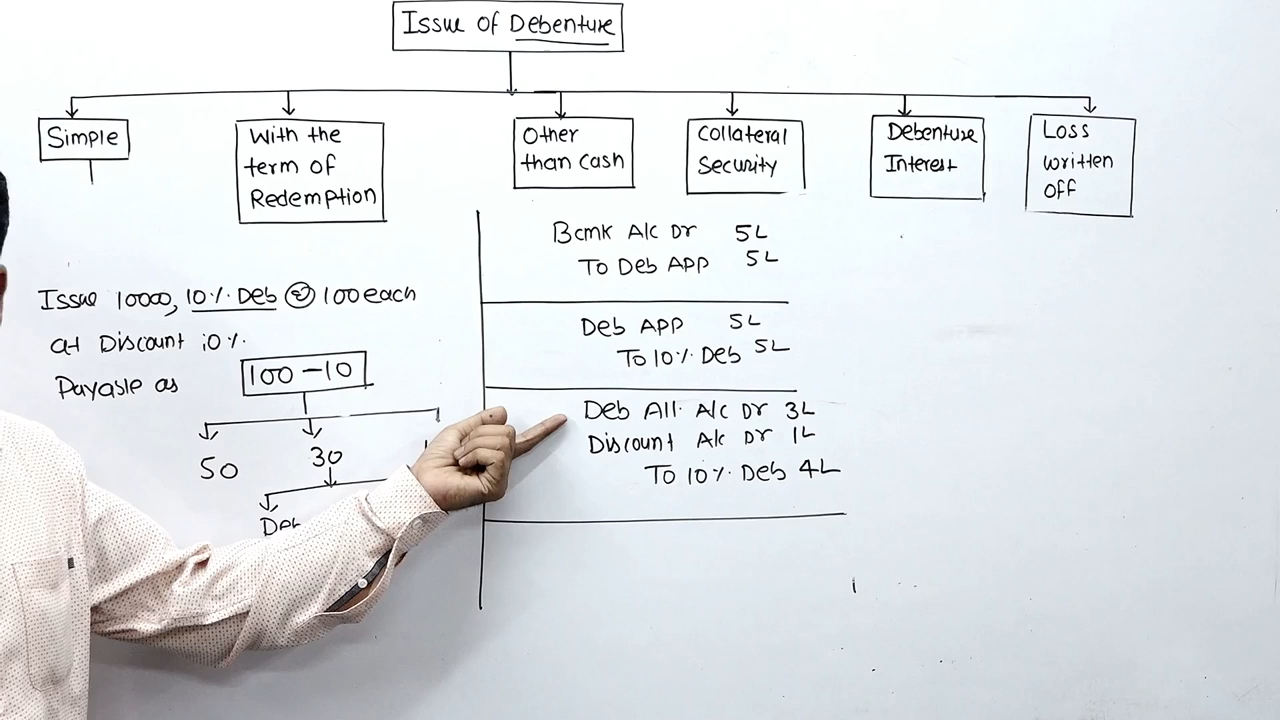 Issue of Debenture
Simple
With the
term of
Redemption
Other
than Cash
Collateral
Security
Debenture
Interest
Loss
written
off
Issue 10000, 10% Deb @ 100 each
at Discount 10%.
Payable as
100 - 10
50
30
Deb
Bank A/c Dr 5L
To Deb App 5L
Deb App 5L
To 10% Deb 5L
Deb All. A/c Dr 3L
Discount A/c Dr 1L
To 10% Deb 4L